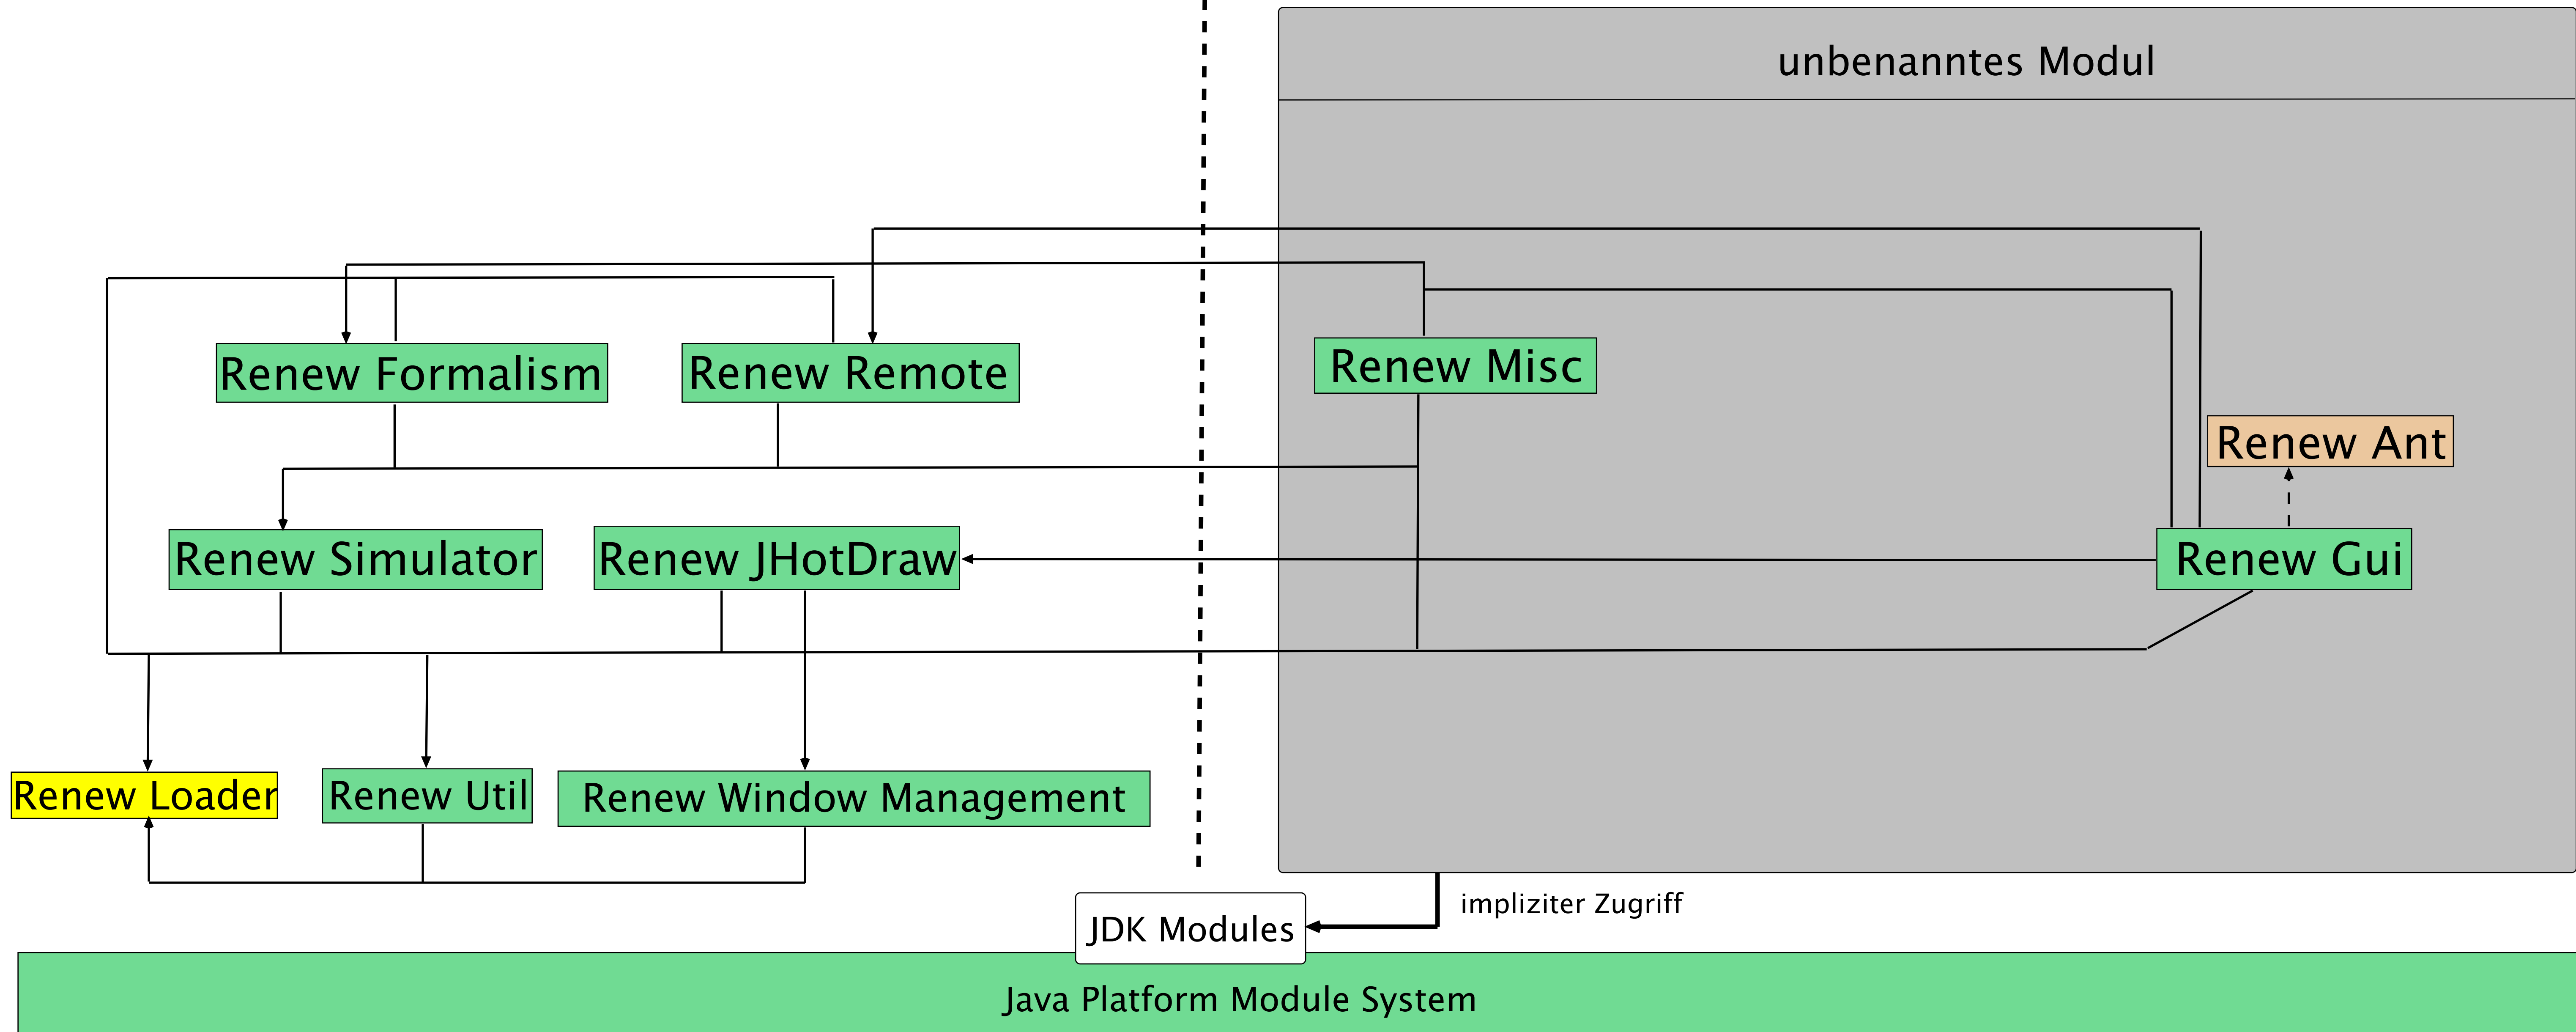 unbenanntes Modul
Renew Formalism
Renew Remote
Renew Misc
Renew Ant
Renew Simulator
Renew JHotDraw
Renew Gui
Renew Loader
Renew Util
Renew Window Management
impliziter Zugriff
JDK Modules
Java Platform Module System